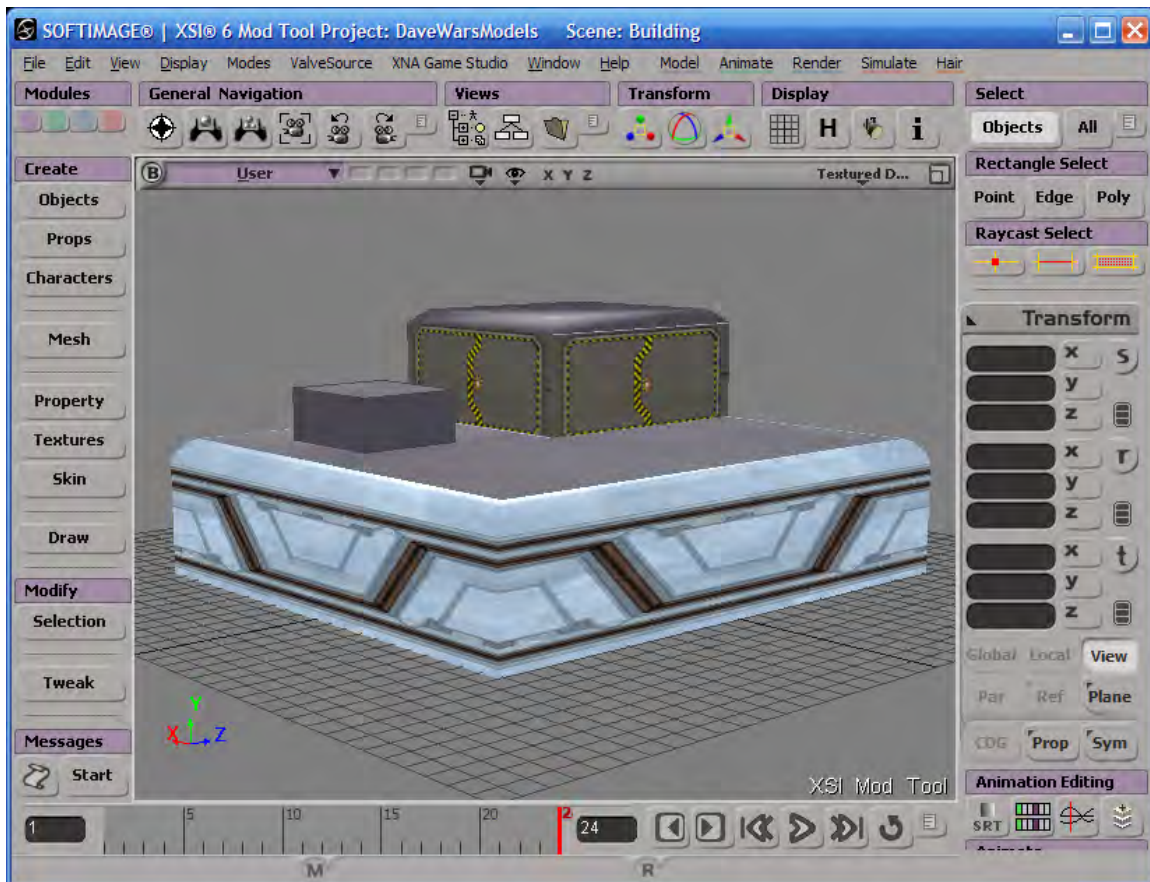 SOFTIMAGE® | XSI® 6 Mod Tool Project: DaveWarsModels Scene: Building
File Edit View Display Modes ValveSource XNA Game Studio Window Help Model Animate Render Simulate Hair
Modules General Navigation Views Transform Display Select
H i Objects All
Create B User X Y Z Textured D... Rectangle Select
Objects Point Edge Poly
Props Raycast Select
Characters
Transform
Mesh x s
y
Property z
Textures x r
Skin y
z
Draw x t
y
Modify z
Selection
Global Local View
Tweak
Par Ref Plane
Y
X Z
Messages COG Prop Sym
Start XSI Mod Tool Animation Editing
1 5 10 15 20 2 24 SRT
M R